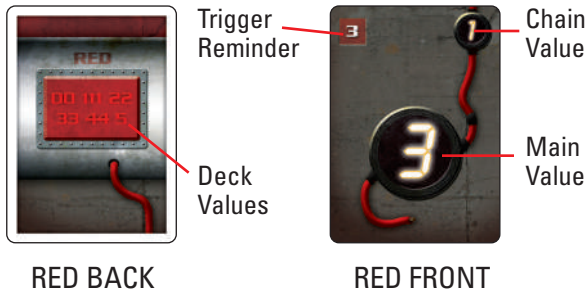 RED
00 22
33 44 5
Deck
Values
RED BACK
Trigger
Reminder
3
1
Chain
Value
3
Main
Value
RED FRONT